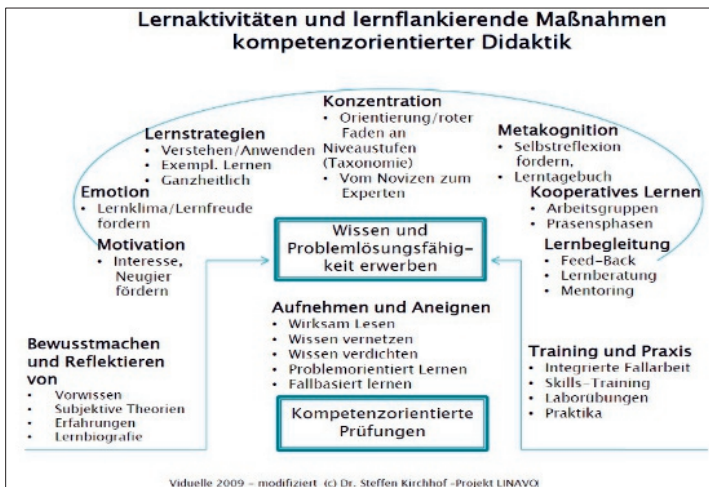 Lernaktivitäten und lernflankierende Maßnahmen
kompetenzorientierter Didaktik
Konzentration
• Orientierung/roter
Faden an
Niveaustufen
(Taxonomie)
• Vom Novizen zum
Experten
Lernstrategien
• Verstehen/Anwenden
• Exempl. Lernen
• Ganzheitlich
Metakognition
• Selbstreflexion
fordern,
• Lerntagebuch
Emotion
• Lernklima/Lernfreude
fordern
Kooperatives Lernen
• Arbeitsgruppen
• Präsensphasen
Motivation
• Interesse,
Neugier
fördern
Wissen und
Problemlösungsfähig-
keit erwerben
Lernbegleitung
• Feed-Back
• Lernberatung
• Mentoring
Aufnehmen und Aneignen
• Wirksam Lesen
• Wissen vernetzen
• Wissen verdichten
• Problemorientiert Lernen
• Fallbasiert lernen
Bewusstmachen
und Reflektieren
von
• Vorwissen
• Subjektive Theorien
• Erfahrungen
• Lernbiografie
Training und Praxis
• Integrierte Fallarbeit
• Skills-Training
• Laborübungen
• Praktika
Kompetenzorientierte
Prüfungen
Viduelle 2009 – modifiziert (c) Dr. Steffen Kirchhof -Projekt LINAVO